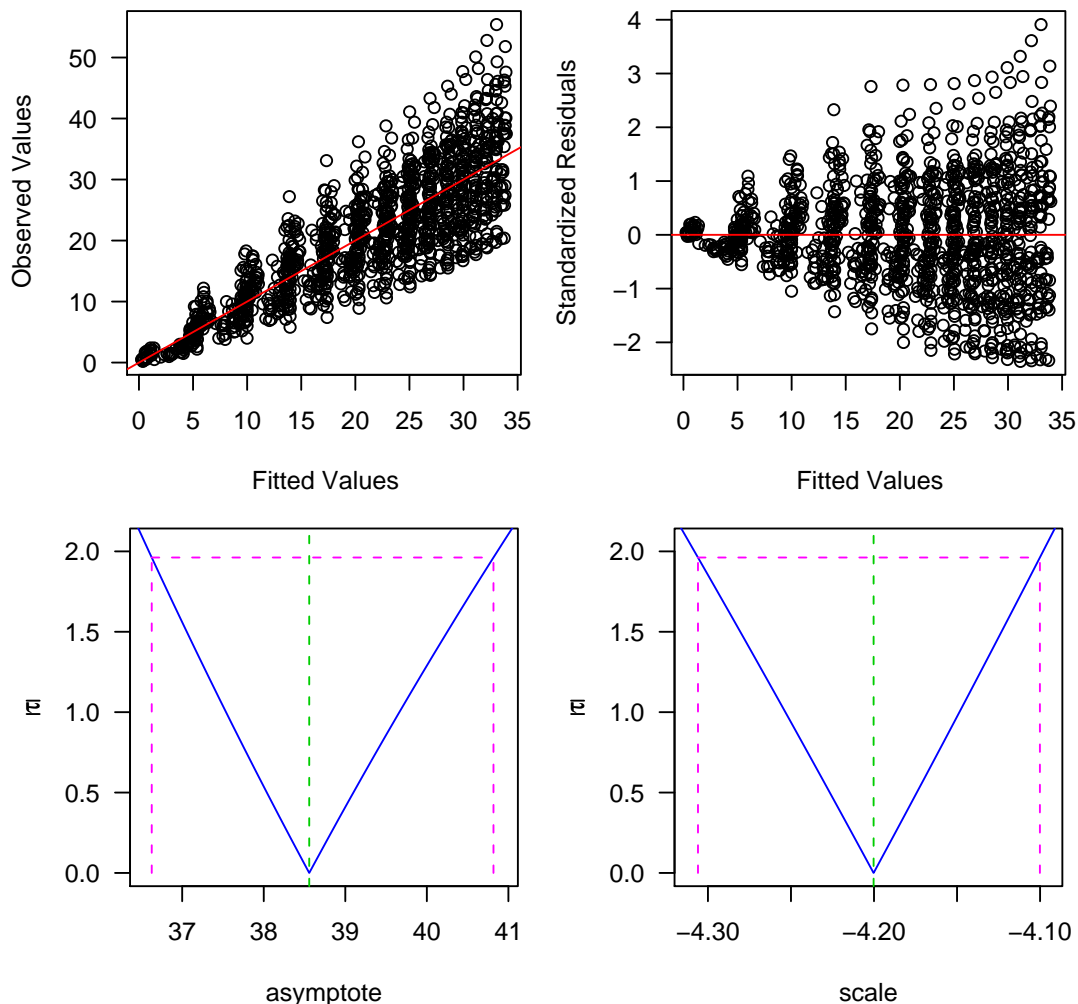 Observed Values
50
40
30
20
10
0
0 5 10 15 20 25 30 35
Fitted Values
Standardized Residuals
4
3
2
1
0
−1
−2
0 5 10 15 20 25 30 35
Fitted Values
|τ|
2.0
1.5
1.0
0.5
0.0
37 38 39 40 41
asymptote
|τ|
2.0
1.5
1.0
0.5
0.0
−4.30 −4.20 −4.10
scale